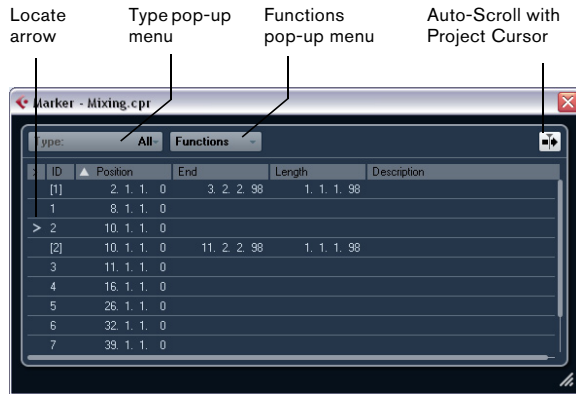 Locate arrow
Type pop-up menu
Functions pop-up menu
Auto-Scroll with Project Cursor
Marker - Mixing.cpr
Type: All Functions
ID Position End Length Description
[1] 2. 1. 1. 0 3. 2. 2. 98 1. 1. 1. 98
1 8. 1. 1. 0
> 2 10. 1. 1. 0
[2] 10. 1. 1. 0 11. 2. 2. 98 1. 1. 1. 98
3 11. 1. 1. 0
4 16. 1. 1. 0
5 26. 1. 1. 0
6 32. 1. 1. 0
7 39. 1. 1. 0